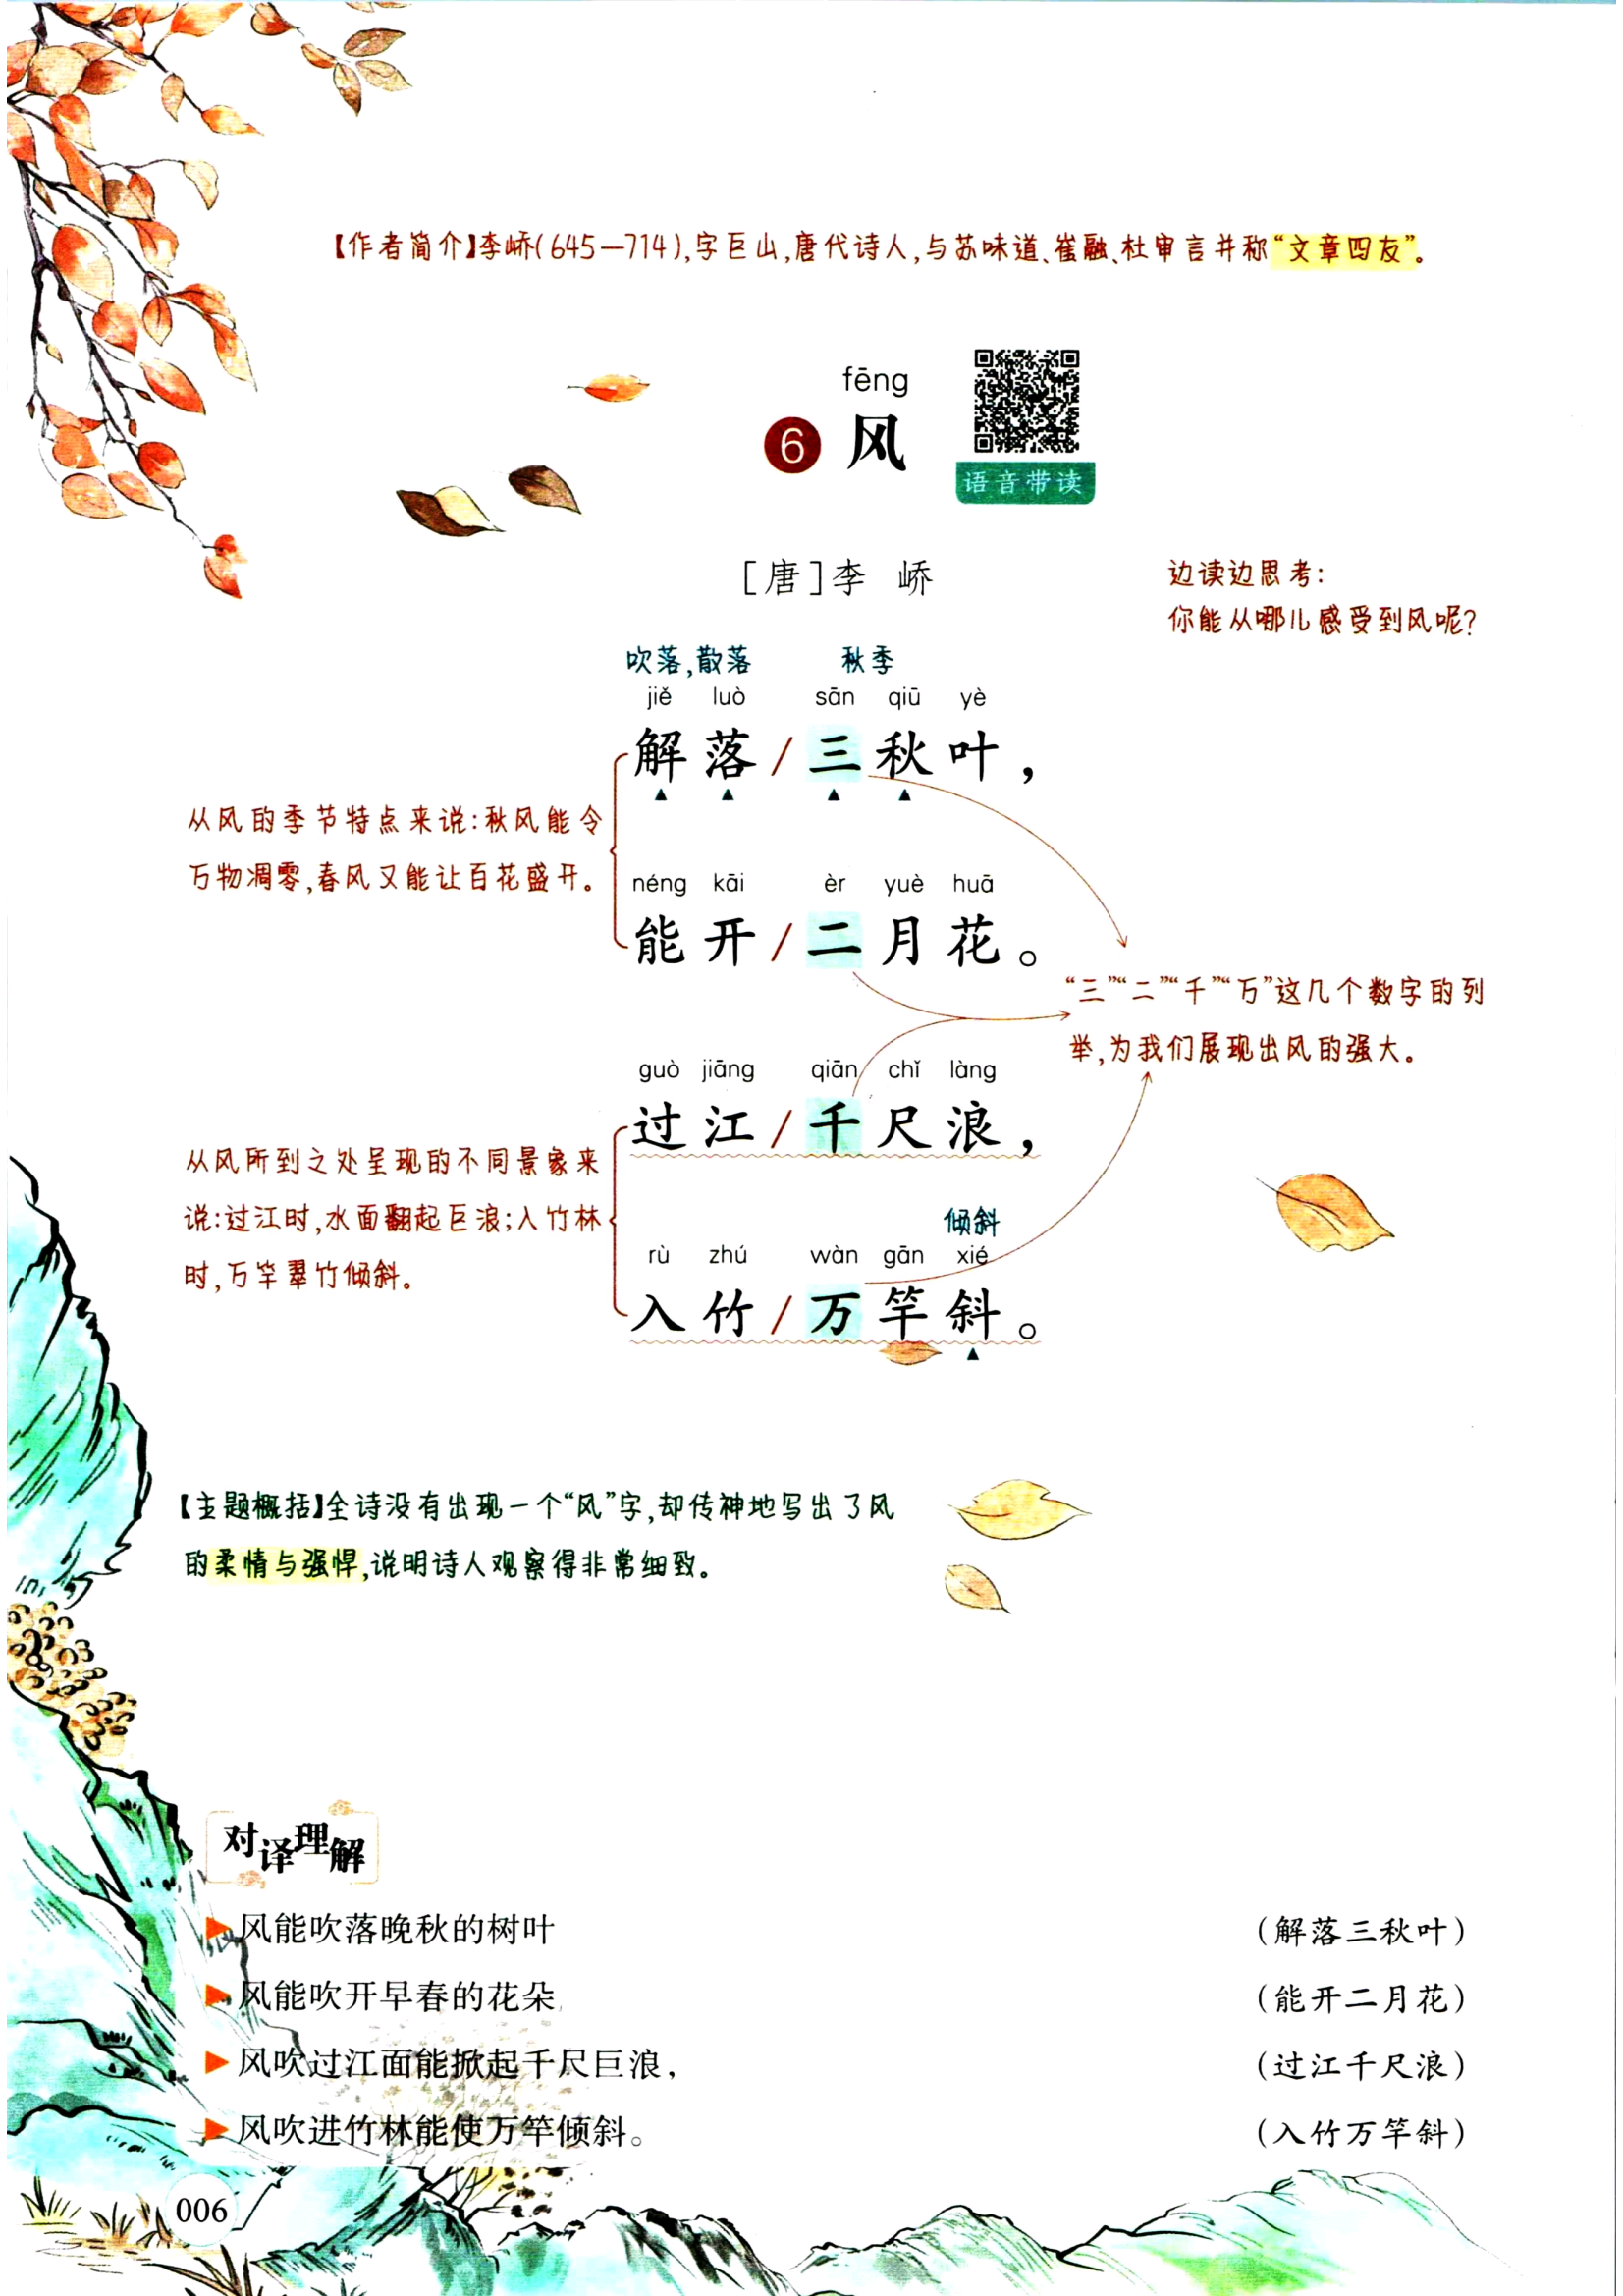 【作者简介】李峤(645—714),字巨山,唐代诗人,与苏味道、崔融、杜审言并称“文章四友”。
fēng
6 风
语音带读
[唐]李 峤
边读边思考:
你能从哪儿感受到风呢?
吹落,散落 秋季
jiě luò sān qiū yè
解落/三秋叶,
从风的季节特点来说:秋风能令
万物凋零,春风又能让百花盛开。
néng kāi èr yuè huā
能开/二月花。
“三”“二”“千”“万”这几个数字的列
举,为我们展现出风的强大。
guò jiāng qiān chǐ làng
过江/千尺浪,
从风所到之处呈现的不同景象来
说:过江时,水面翻起巨浪;入竹林
时,万竿翠竹倾斜。
倾斜
rù zhú wàn gān xié
入竹/万竿斜。
【主题概括】全诗没有出现一个“风”字,却传神地写出了风
的柔情与强悍,说明诗人观察得非常细致。
对译理解
风能吹落晚秋的树叶 (解落三秋叶)
风能吹开早春的花朵 (能开二月花)
风吹过江面能掀起千尺巨浪, (过江千尺浪)
风吹进竹林能使万竿倾斜。 (入竹万竿斜)
006